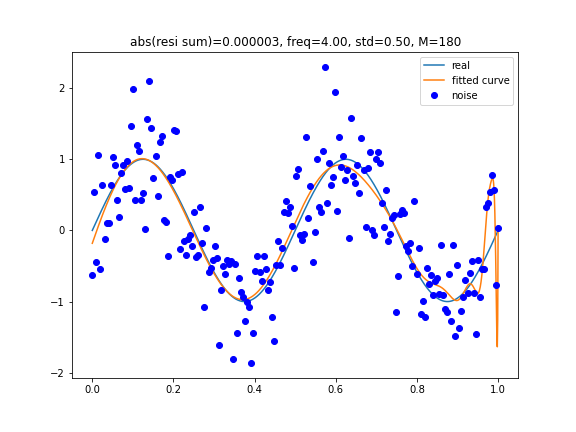 abs(resi sum)=0.000003, freq=4.00, std=0.50, M=180
real
fitted curve
noise
2
1
0
−1
−2
0.0 0.2 0.4 0.6 0.8 1.0